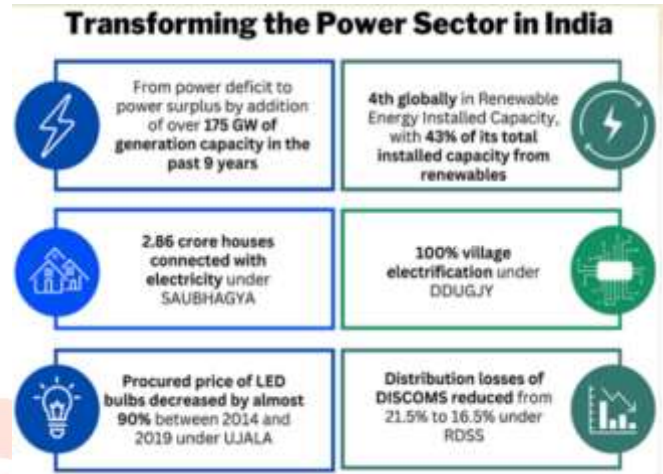 Transforming the Power Sector in India
From power deficit to
power surplus by addition
of over 175 GW of
generation capacity in the
past 9 years
4th globally in Renewable
Energy Installed Capacity,
with 43% of its total
installed capacity from
renewables
2.86 crore houses
connected with
electricity under
SAUBHAGYA
100% village
electrification under
DDUGJY
Procured price of LED
bulbs decreased by almost
90% between 2014 and
2019 under UJALA
Distribution losses of
DISCOMS reduced from
21.5% to 16.5% under
RDSS